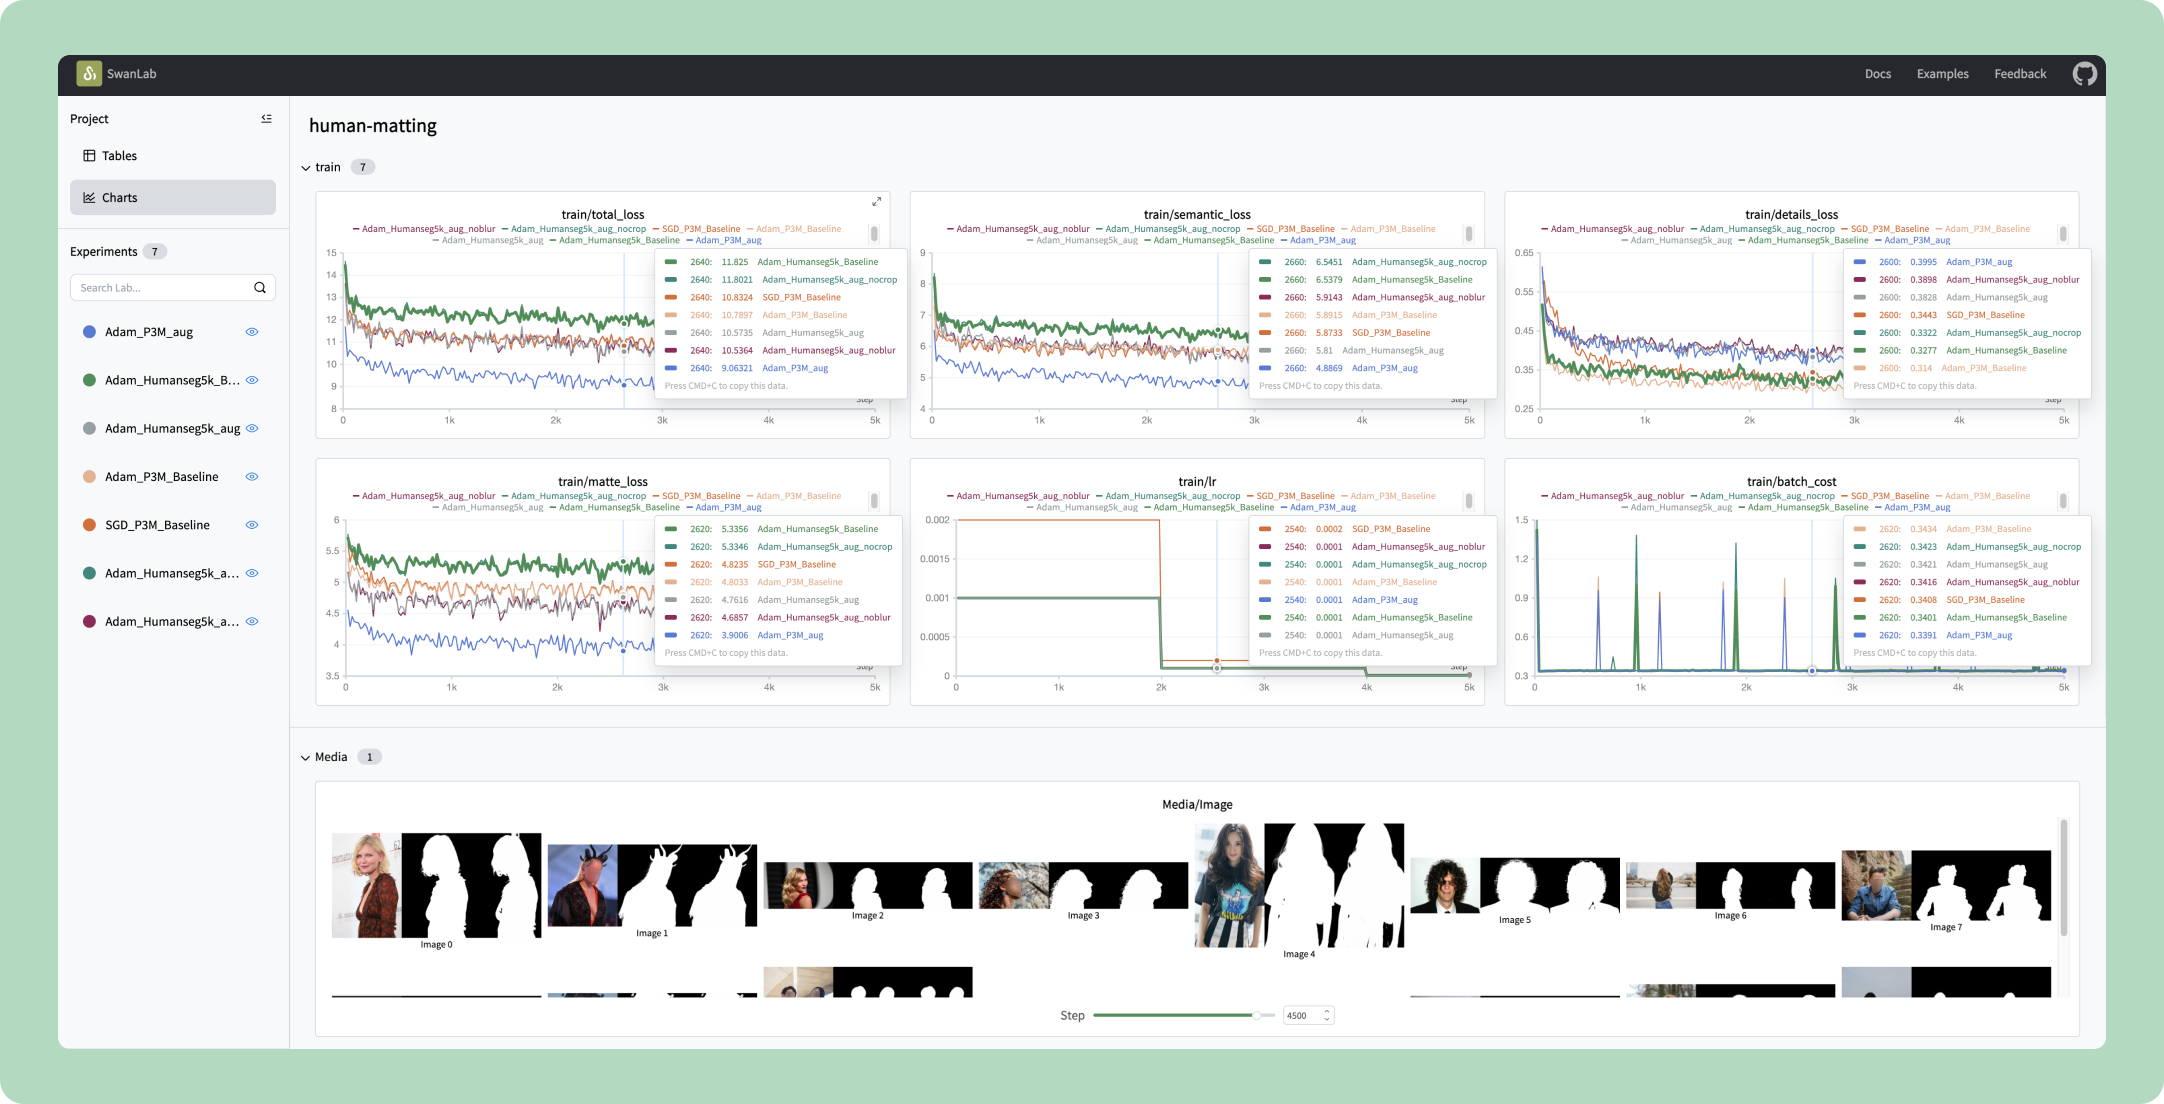 SwanLab
Docs Examples Feedback
Project
Tables
Charts
Experiments 7
Search Lab...
Adam_P3M_aug
Adam_Humanseg5k_B...
Adam_Humanseg5k_aug
Adam_P3M_Baseline
SGD_P3M_Baseline
Adam_Humanseg5k_a...
Adam_Humanseg5k_a...
human-matting
train 7
train/total_loss
Adam_Humanseg5k_aug_noblur Adam_Humanseg5k_aug_nocrop SGD_P3M_Baseline Adam_P3M_Baseline
Adam_Humanseg5k_aug Adam_Humanseg5k_Baseline Adam_P3M_aug
15
14
13
12
11
10
9
8
0 1k 2k 3k 4k 5k
Step
2640: 11.825 Adam_Humanseg5k_Baseline
2640: 11.8021 Adam_Humanseg5k_aug_nocrop
2640: 10.8324 SGD_P3M_Baseline
2640: 10.7897 Adam_P3M_Baseline
2640: 10.5735 Adam_Humanseg5k_aug
2640: 10.5364 Adam_Humanseg5k_aug_noblur
2640: 9.06321 Adam_P3M_aug
Press CMD+C to copy this data.
train/semantic_loss
Adam_Humanseg5k_aug_noblur Adam_Humanseg5k_aug_nocrop SGD_P3M_Baseline Adam_P3M_Baseline
Adam_Humanseg5k_aug Adam_Humanseg5k_Baseline Adam_P3M_aug
9
8
7
6
5
4
0 1k 2k 3k 4k 5k
Step
2660: 6.5451 Adam_Humanseg5k_aug_nocrop
2660: 6.5379 Adam_Humanseg5k_Baseline
2660: 5.9143 Adam_Humanseg5k_aug_noblur
2660: 5.8915 Adam_P3M_Baseline
2660: 5.8733 SGD_P3M_Baseline
2660: 5.81 Adam_Humanseg5k_aug
2660: 4.8869 Adam_P3M_aug
Press CMD+C to copy this data.
train/details_loss
Adam_Humanseg5k_aug_noblur Adam_Humanseg5k_aug_nocrop SGD_P3M_Baseline Adam_P3M_Baseline
Adam_Humanseg5k_aug Adam_Humanseg5k_Baseline Adam_P3M_aug
0.65
0.55
0.45
0.35
0.25
0 1k 2k 3k 4k 5k
Step
2600: 0.3995 Adam_P3M_aug
2600: 0.3898 Adam_Humanseg5k_aug_noblur
2600: 0.3828 Adam_Humanseg5k_aug
2600: 0.3443 SGD_P3M_Baseline
2600: 0.3322 Adam_Humanseg5k_aug_nocrop
2600: 0.3277 Adam_Humanseg5k_Baseline
2600: 0.314 Adam_P3M_Baseline
Press CMD+C to copy this data.
train/matte_loss
Adam_Humanseg5k_aug_noblur Adam_Humanseg5k_aug_nocrop SGD_P3M_Baseline Adam_P3M_Baseline
Adam_Humanseg5k_aug Adam_Humanseg5k_Baseline Adam_P3M_aug
6
5.5
5
4.5
4
3.5
0 1k 2k 3k 4k 5k
Step
2620: 5.3356 Adam_Humanseg5k_Baseline
2620: 5.3346 Adam_Humanseg5k_aug_nocrop
2620: 4.8235 SGD_P3M_Baseline
2620: 4.8033 Adam_P3M_Baseline
2620: 4.7616 Adam_Humanseg5k_aug
2620: 4.6857 Adam_Humanseg5k_aug_noblur
2620: 3.9006 Adam_P3M_aug
Press CMD+C to copy this data.
train/lr
Adam_Humanseg5k_aug_noblur Adam_Humanseg5k_aug_nocrop SGD_P3M_Baseline Adam_P3M_Baseline
Adam_Humanseg5k_aug Adam_Humanseg5k_Baseline Adam_P3M_aug
0.002
0.0015
0.001
0.0005
0
0 1k 2k 3k 4k 5k
Step
2540: 0.0002 SGD_P3M_Baseline
2540: 0.0001 Adam_Humanseg5k_aug_noblur
2540: 0.0001 Adam_Humanseg5k_aug_nocrop
2540: 0.0001 Adam_P3M_Baseline
2540: 0.0001 Adam_P3M_aug
2540: 0.0001 Adam_Humanseg5k_Baseline
2540: 0.0001 Adam_Humanseg5k_aug
Press CMD+C to copy this data.
train/batch_cost
Adam_Humanseg5k_aug_noblur Adam_Humanseg5k_aug_nocrop SGD_P3M_Baseline Adam_P3M_Baseline
Adam_Humanseg5k_aug Adam_Humanseg5k_Baseline Adam_P3M_aug
1.5
1.2
0.9
0.6
0.3
0 1k 2k 3k 4k 5k
Step
2620: 0.3434 Adam_P3M_Baseline
2620: 0.3423 Adam_Humanseg5k_aug_nocrop
2620: 0.3421 Adam_Humanseg5k_aug
2620: 0.3416 Adam_Humanseg5k_aug_noblur
2620: 0.3408 SGD_P3M_Baseline
2620: 0.3401 Adam_Humanseg5k_Baseline
2620: 0.3391 Adam_P3M_aug
Press CMD+C to copy this data.
Media 1
Media/Image
Image 0
Image 1
Image 2
Image 3
Image 4
Image 5
Image 6
Image 7
Step 4500